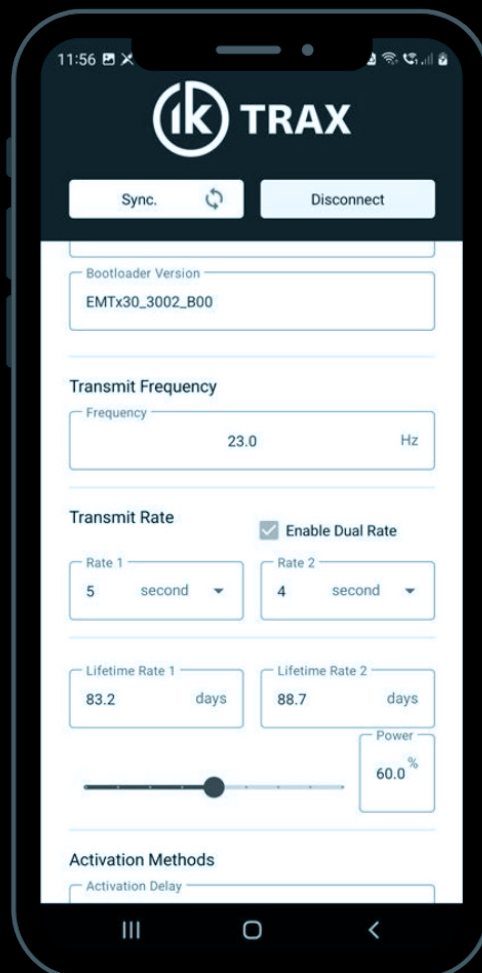 11:56
ik TRAX
Sync. Disconnect
Bootloader Version
EMTx30_3002_B00
Transmit Frequency
Frequency
23.0 Hz
Transmit Rate
Enable Dual Rate
Rate 1 Rate 2
5 second 4 second
Lifetime Rate 1 Lifetime Rate 2
83.2 days 88.7 days
Power
60.0 %
Activation Methods
Activation Delay